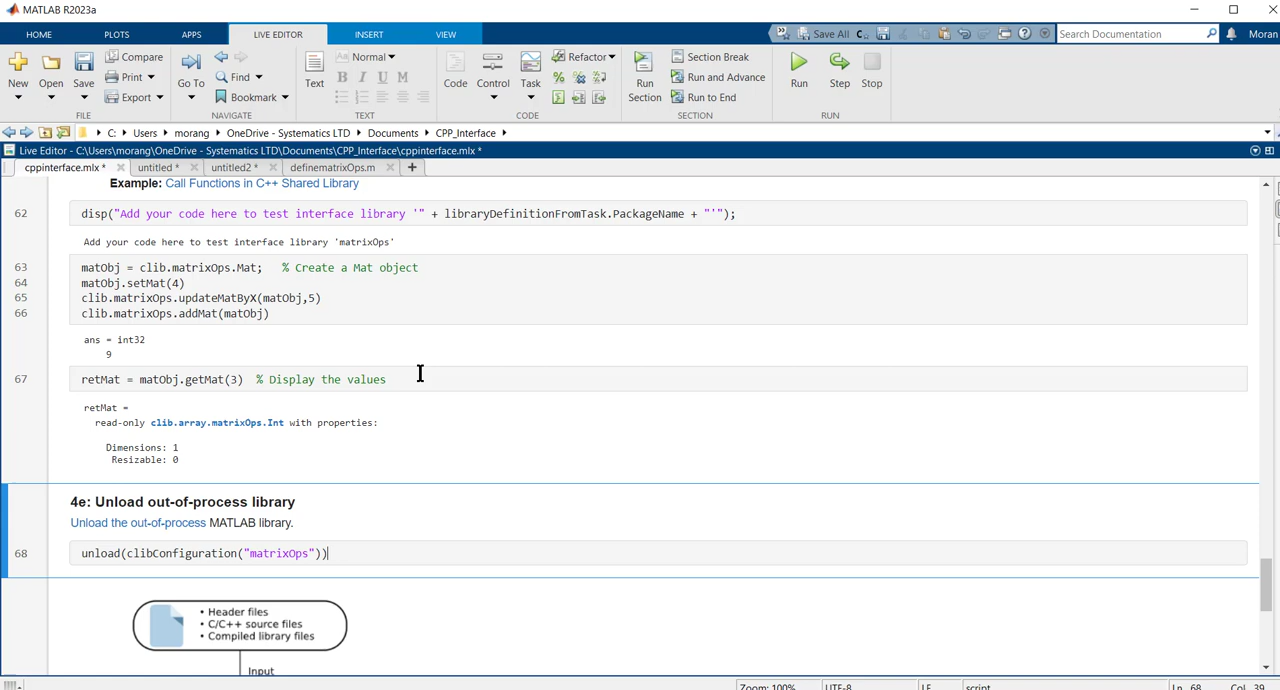 MATLAB R2023a
HOME PLOTS APPS LIVE EDITOR INSERT VIEW Save All Search Documentation Moran
New Open Save Compare Print Export Go To Find Bookmark Text Normal B I U M Code Control Task Refactor Run Section Section Break Run and Advance Run to End Run Step Stop
FILE NAVIGATE TEXT CODE SECTION RUN
C: Users morang OneDrive - Systematics LTD Documents CPP_Interface
Live Editor - C:\Users\morang\OneDrive - Systematics LTD\Documents\CPP_Interface\cppinterface.mlx *
cppinterface.mlx * untitled * untitled2 * definematrixOps.m
Example: Call Functions in C++ Shared Library
62 disp("Add your code here to test interface library '" + libraryDefinitionFromTask.PackageName + "'");
Add your code here to test interface library 'matrixOps'
63 matObj = clib.matrixOps.Mat; % Create a Mat object
64 matObj.setMat(4)
65 clib.matrixOps.updateMatByX(matObj,5)
66 clib.matrixOps.addMat(matObj)
ans = int32
9
67 retMat = matObj.getMat(3) % Display the values
retMat =
read-only clib.array.matrixOps.Int with properties:
Dimensions: 1
Resizable: 0
4e: Unload out-of-process library
Unload the out-of-process MATLAB library.
68 unload(clibConfiguration("matrixOps"))
• Header files
• C/C++ source files
• Compiled library files
Input
Zoom: 100% UTF-8 LF script Ln 68 Col 39